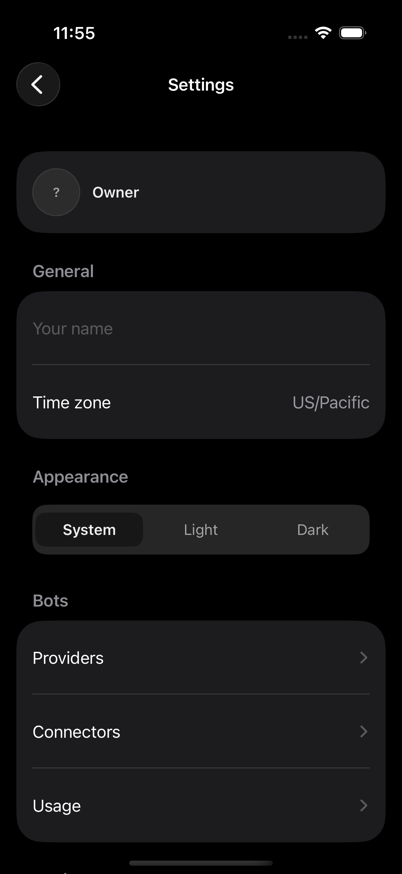 11:55
Settings
?
Owner
General
Your name
Time zone US/Pacific
Appearance
System Light Dark
Bots
Providers
Connectors
Usage